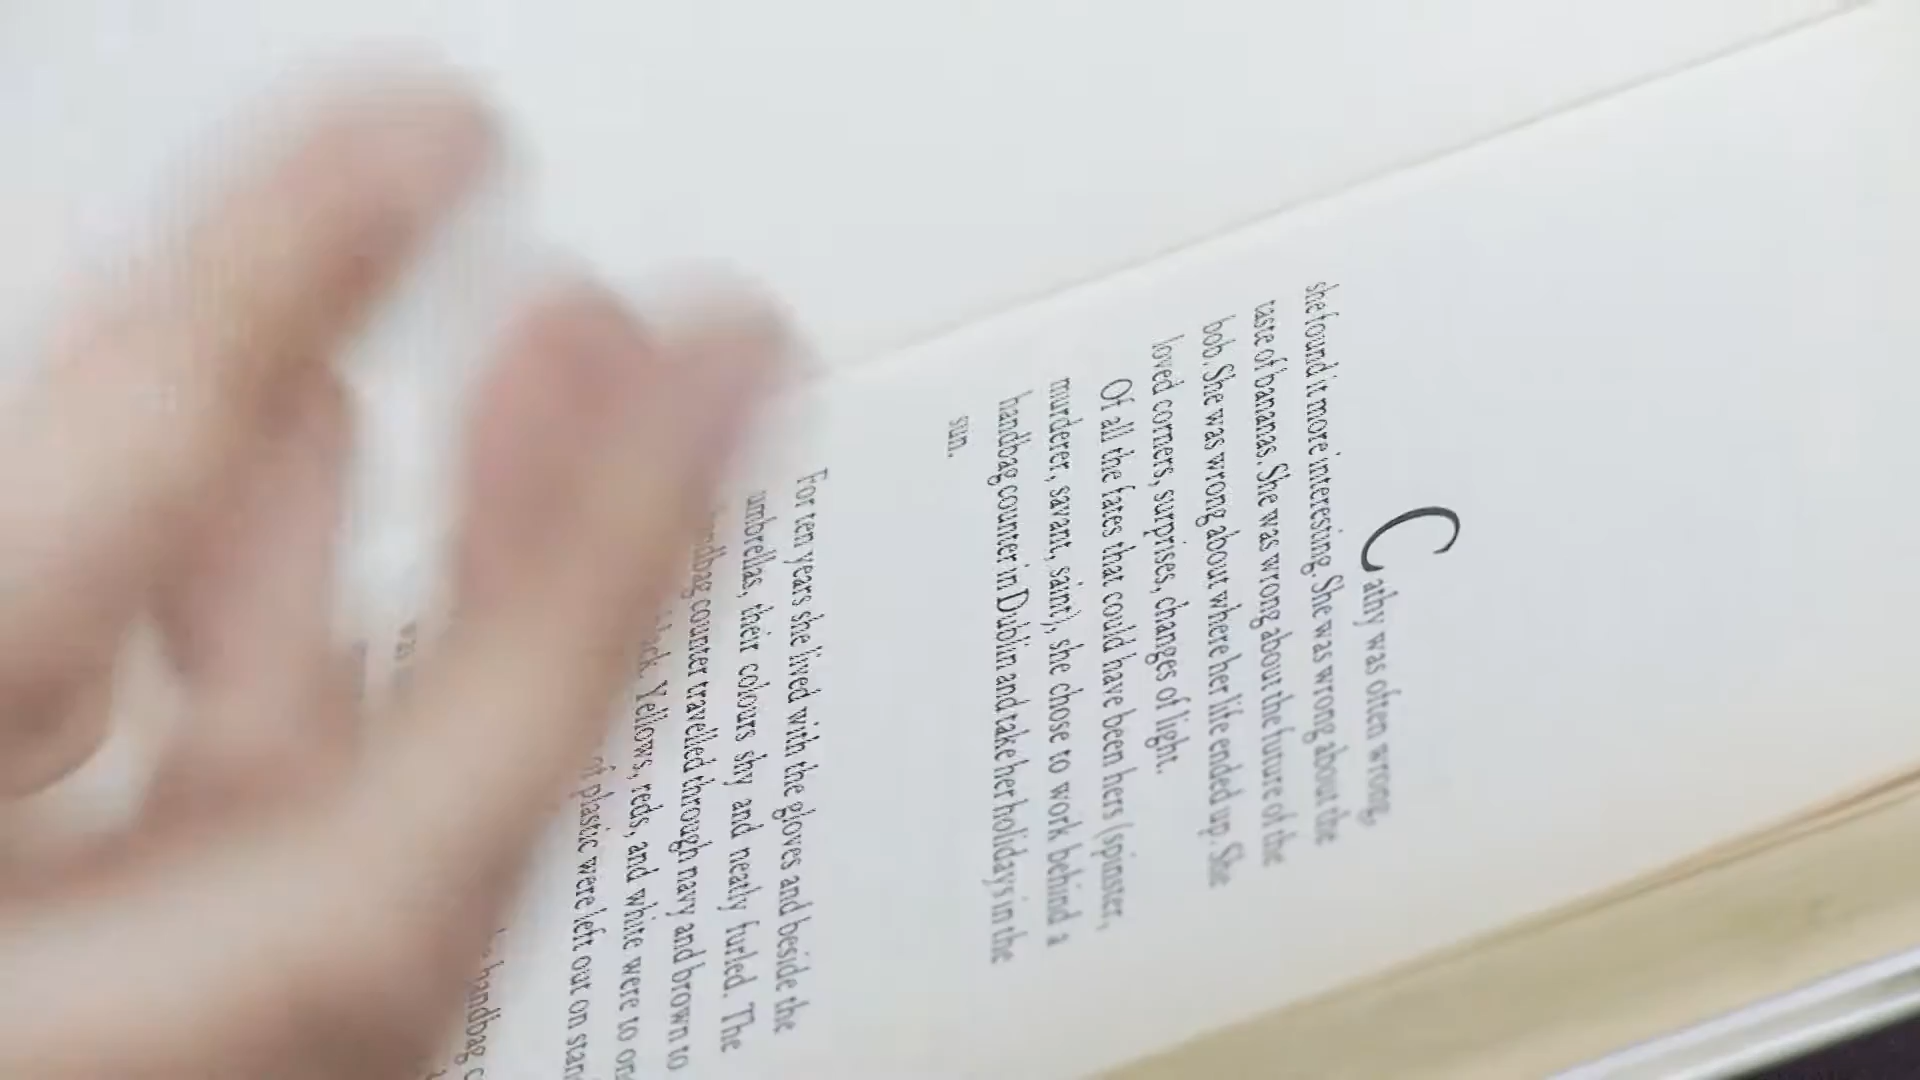 Cathy was often wrong,
she found it more interesting. She was wrong about the
taste of bananas. She was wrong about the future of the
bob. She was wrong about where her life ended up. She
loved corners, surprises, changes of light.
Of all the fates that could have been hers (spinster,
murderer, savant, saint), she chose to work behind a
handbag counter in Dublin and take her holidays in the
sun.
For ten years she lived with the gloves and beside the
umbrellas, their colours shy and neatly furled. The
handbag counter travelled through navy and brown to
black. Yellows, reds, and white were to one
of plastic were left out on
handbag